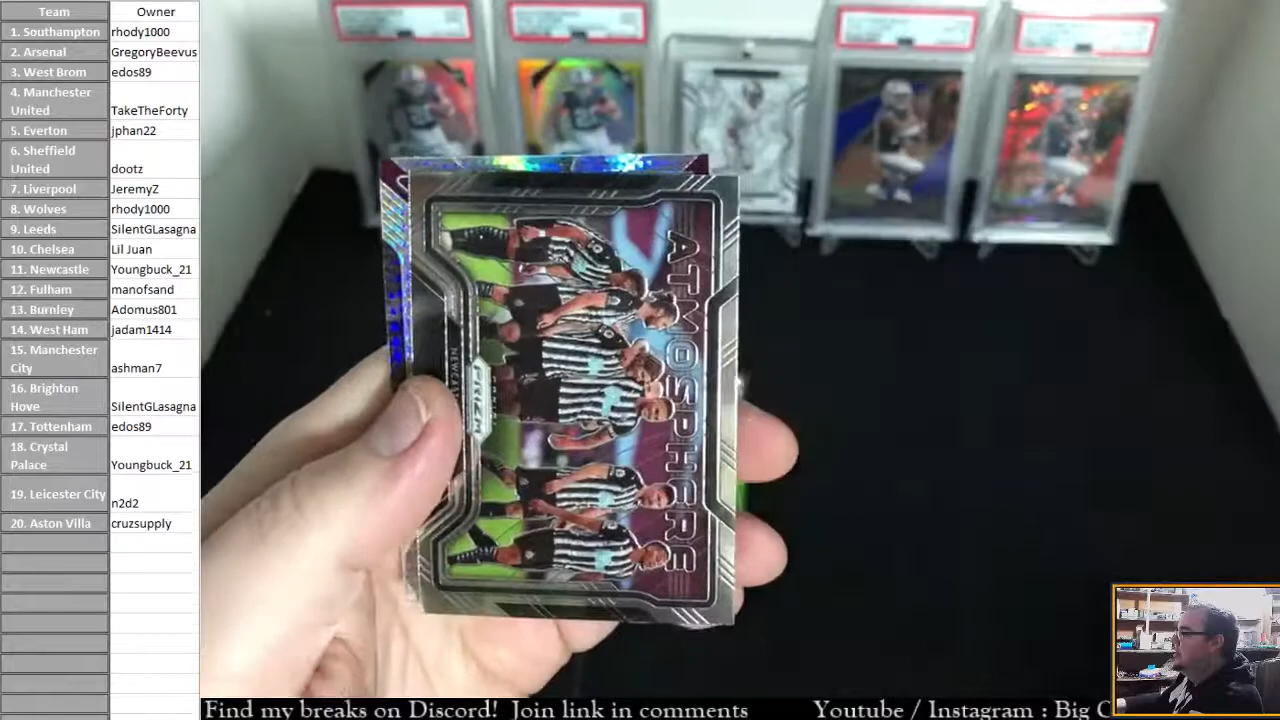 Team Owner
1. Southampton rhody1000
2. Arsenal GregoryBeevus
3. West Brom edos89
4. Manchester
United TakeTheForty
5. Everton jphan22
6. Sheffield
United dootz
7. Liverpool JeremyZ
8. Wolves rhody1000
9. Leeds SilentGLasagna
10. Chelsea Lil Juan
11. Newcastle Youngbuck_21
12. Fulham manofsand
13. Burnley Adomus801
14. West Ham jadam1414
15. Manchester
City ashman7
16. Brighton
Hove SilentGLasagna
17. Tottenham edos89
18. Crystal
Palace Youngbuck_21
19. Leicester City n2d2
20. Aston Villa cruzsupply
ATMOSPHERE
PRIZM
Find my breaks on Discord! Join link in comments Youtube / Instagram : Big